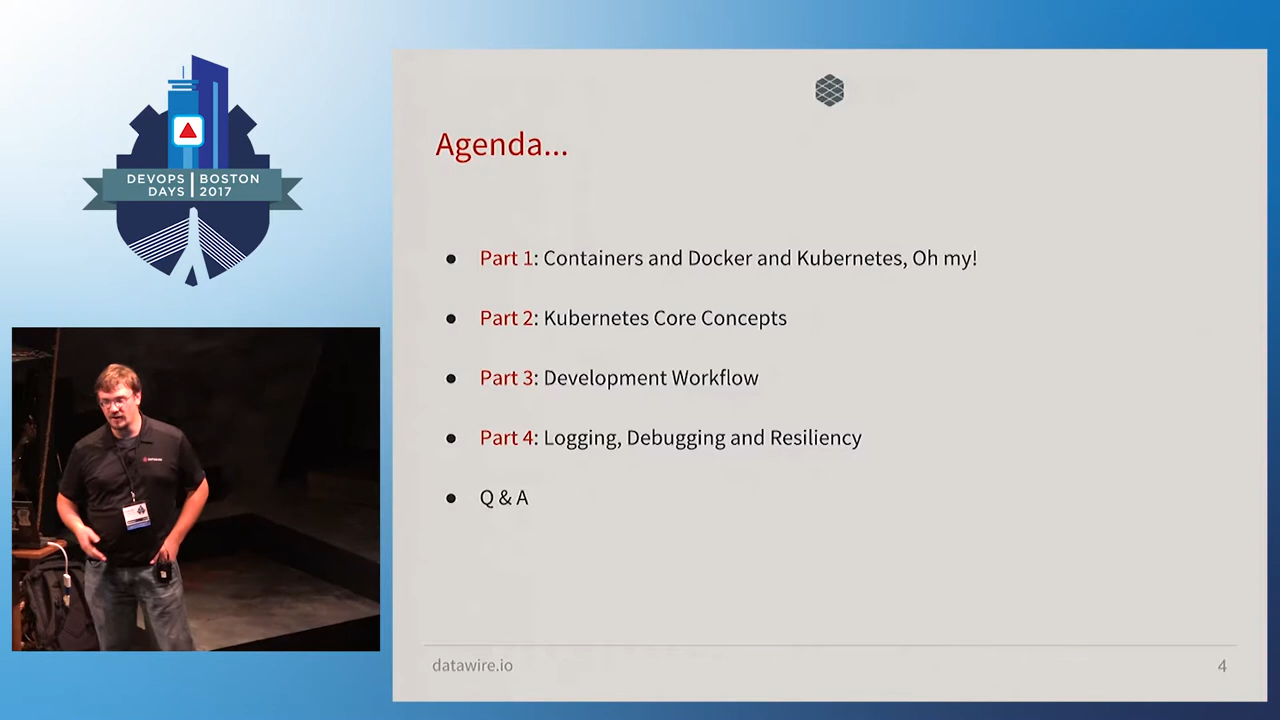 DEVOPS DAYS
BOSTON 2017
Agenda...
● Part 1: Containers and Docker and Kubernetes, Oh my!
● Part 2: Kubernetes Core Concepts
● Part 3: Development Workflow
● Part 4: Logging, Debugging and Resiliency
● Q & A
datawire.io
4